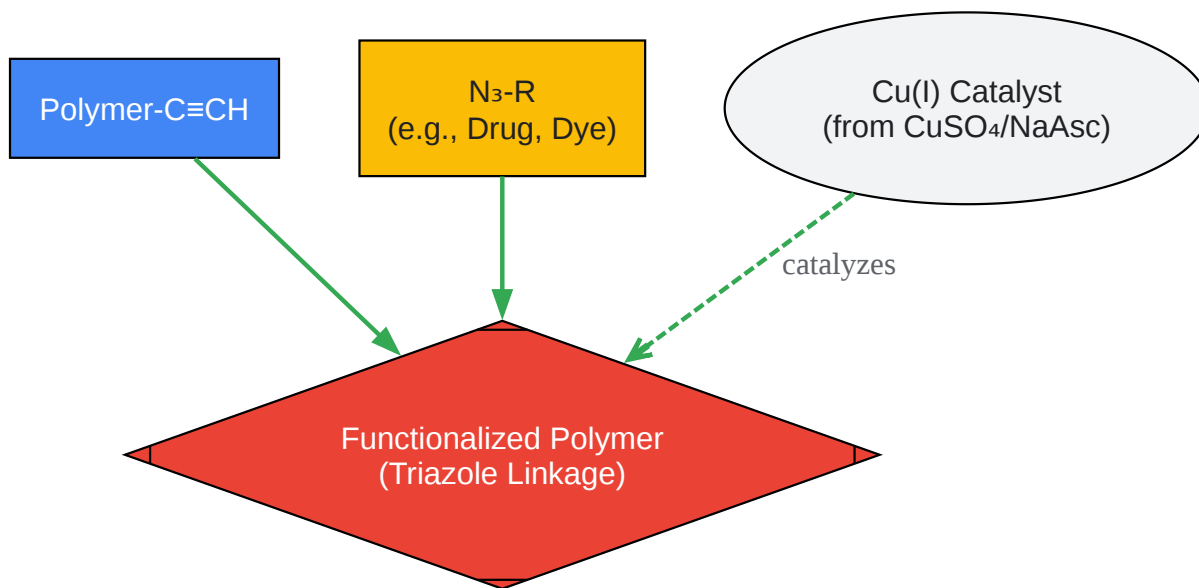 Polymer-C≡CH
N₃-R
(e.g., Drug, Dye)
Cu(I) Catalyst
(from CuSO₄/NaAsc)
catalyzes
Functionalized Polymer
(Triazole Linkage)